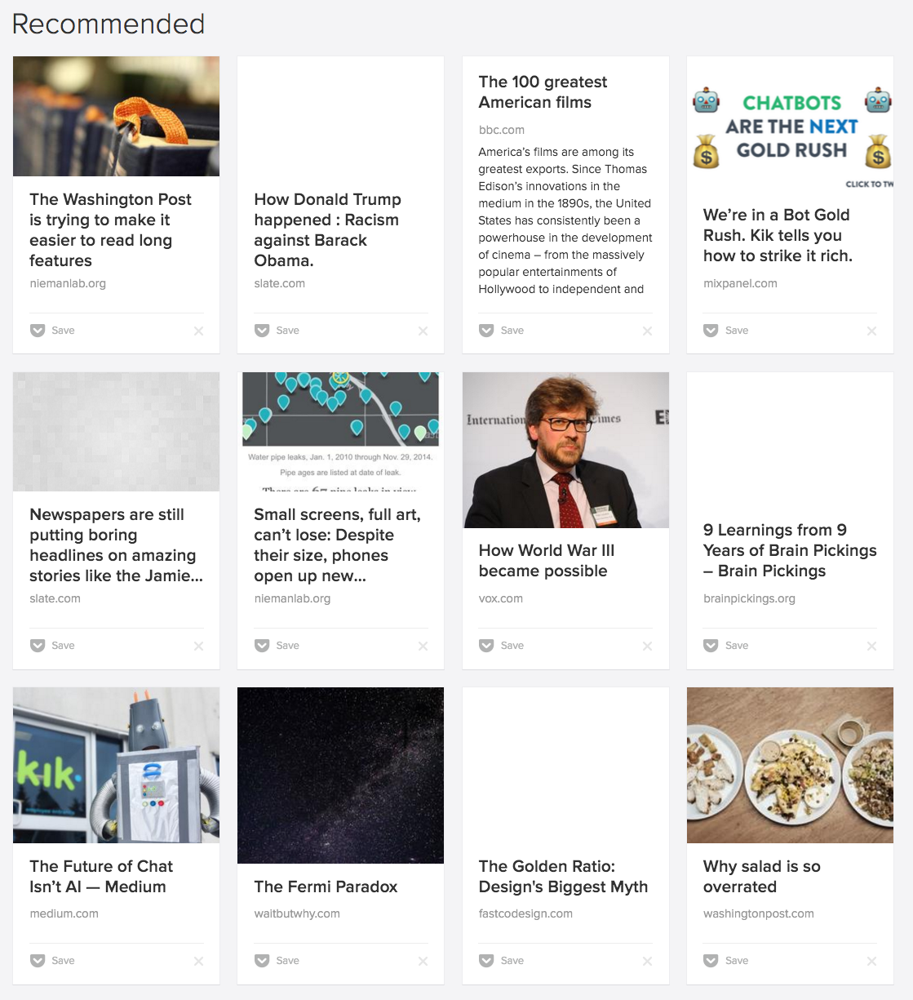 Recommended
The Washington Post
is trying to make it
easier to read long
features
niemanlab.org
Save
How Donald Trump
happened : Racism
against Barack
Obama.
slate.com
Save
The 100 greatest
American films
bbc.com
America's films are among its
greatest exports. Since Thomas
Edison's innovations in the
medium in the 1890s, the United
States has consistently been a
powerhouse in the development
of cinema – from the massively
popular entertainments of
Hollywood to independent and
Save
CHATBOTS
ARE THE NEXT
GOLD RUSH
CLICK TO TW
We're in a Bot Gold
Rush. Kik tells you
how to strike it rich.
mixpanel.com
Save
Newspapers are still
putting boring
headlines on amazing
stories like the Jamie...
slate.com
Save
Water pipe leaks, Jan. 1, 2010 through Nov. 29, 2014.
Pipe ages are listed at date of leak.
There are 67 pipe leaks in view
Small screens, full art,
can't lose: Despite
their size, phones
open up new...
niemanlab.org
Save
International Times
How World War III
became possible
vox.com
Save
9 Learnings from 9
Years of Brain Pickings
– Brain Pickings
brainpickings.org
Save
kik
The Future of Chat
Isn't AI — Medium
medium.com
Save
The Fermi Paradox
waitbutwhy.com
Save
The Golden Ratio:
Design's Biggest Myth
fastcodesign.com
Save
Why salad is so
overrated
washingtonpost.com
Save